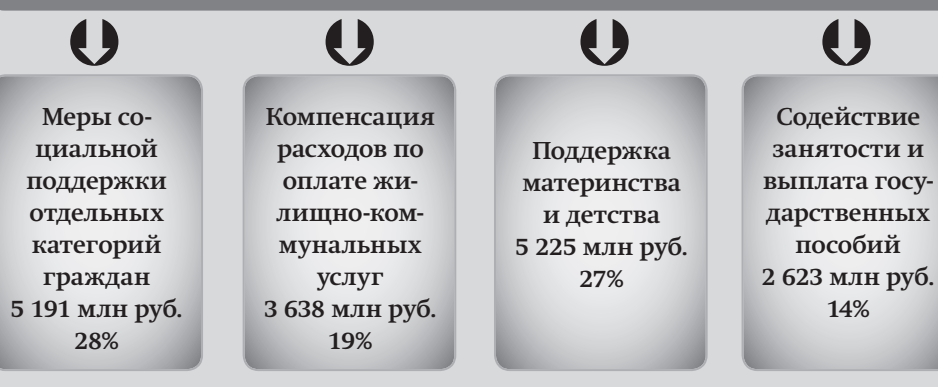 Меры со-
циальной
поддержки
отдельных
категорий
граждан
5 191 млн руб.
28%
Компенсация
расходов по
оплате жи-
лищно-ком-
мунальных
услуг
3 638 млн руб.
19%
Поддержка
материнства
и детства
5 225 млн руб.
27%
Содействие
занятости и
выплата госу-
дарственных
пособий
2 623 млн руб.
14%